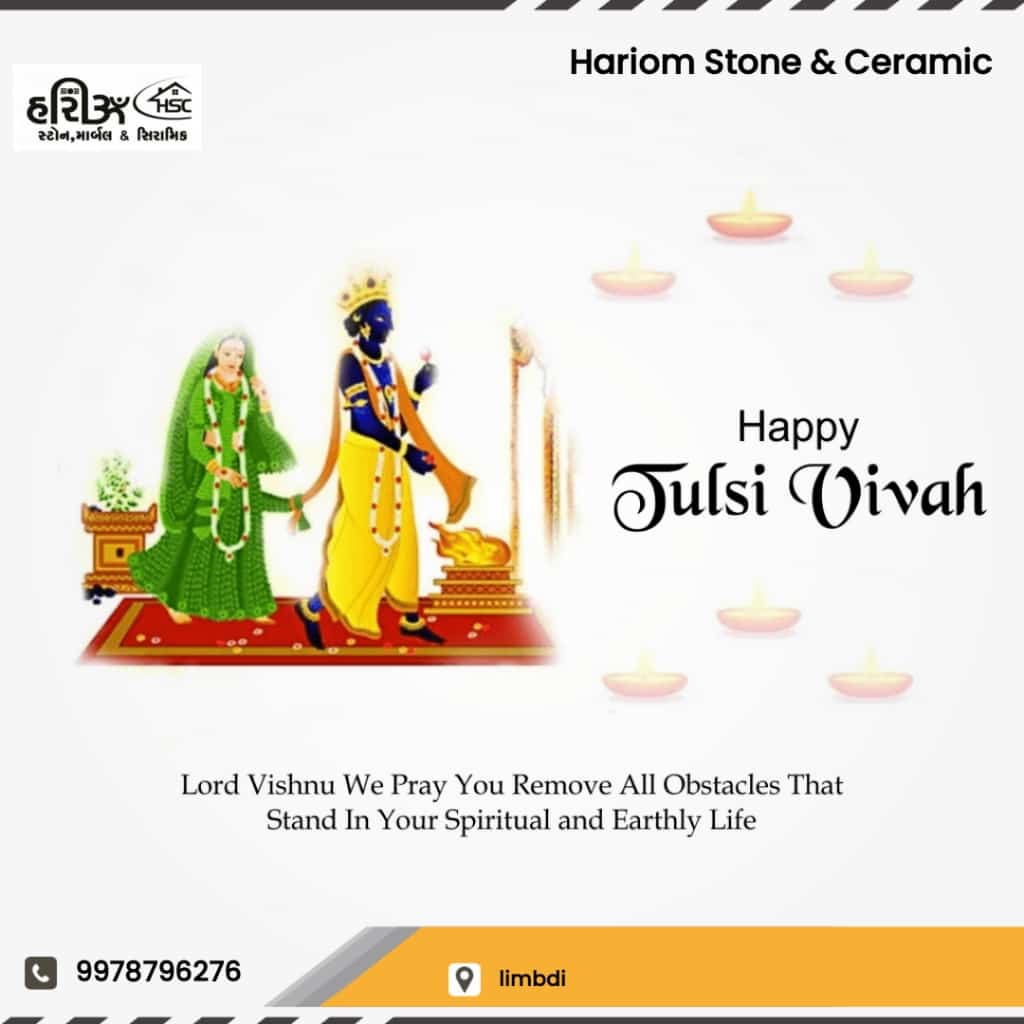 Hariom Stone & Ceramic
હરિૐ HSC
સ્ટોન,માર્બલ & સિરામિક
Happy
Tulsi Vivah
Lord Vishnu We Pray You Remove All Obstacles That
Stand In Your Spiritual and Earthly Life
9978796276
limbdi